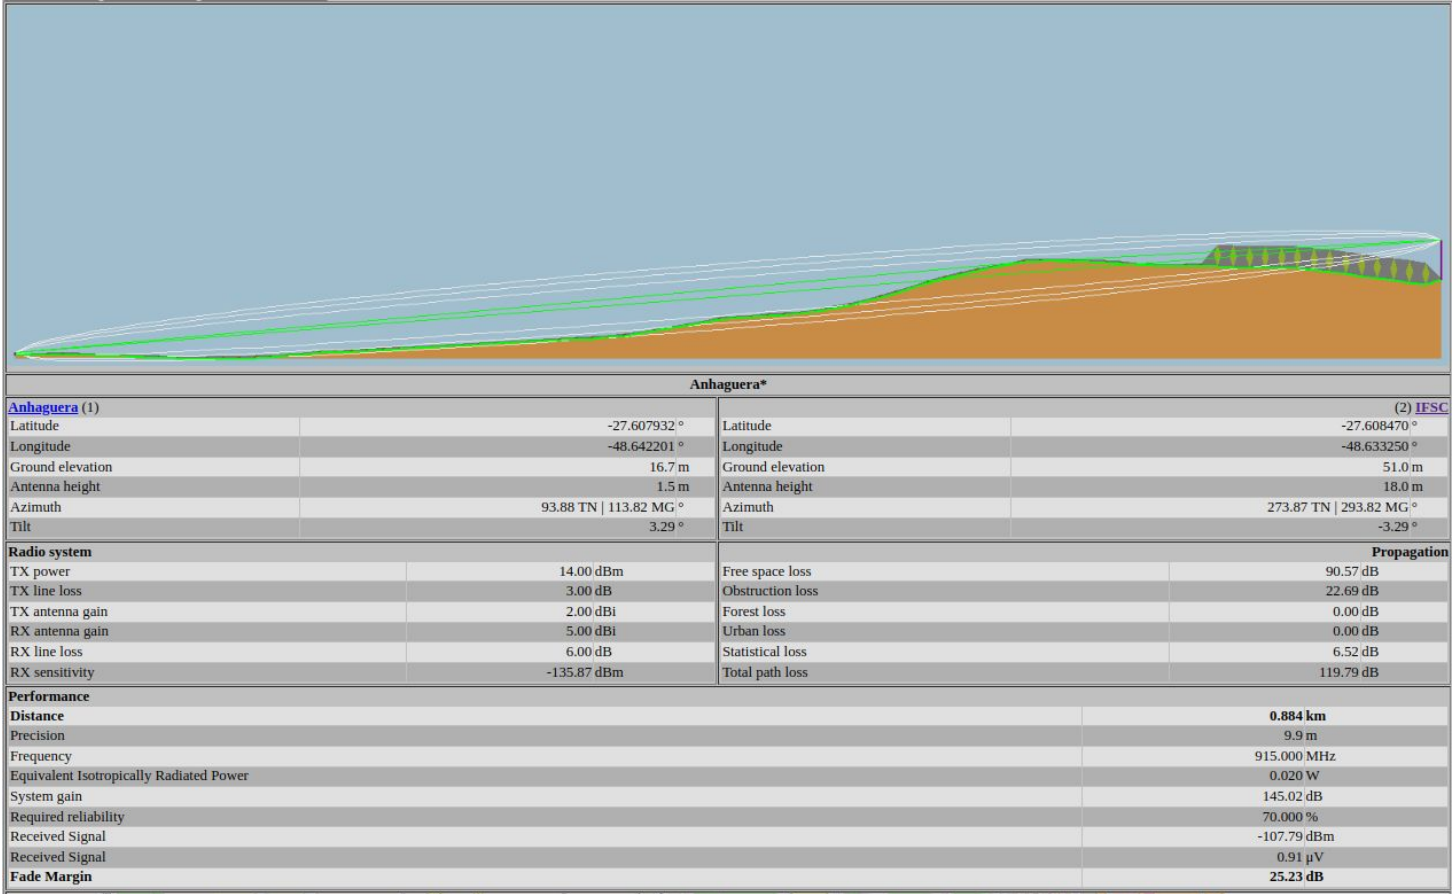 Anhaguera*
Anhaguera (1) (2) IFSC
Latitude -27.607932 ° Latitude -27.608470 °
Longitude -48.642201 ° Longitude -48.633250 °
Ground elevation 16.7 m Ground elevation 51.0 m
Antenna height 1.5 m Antenna height 18.0 m
Azimuth 93.88 TN | 113.82 MG ° Azimuth 273.87 TN | 293.82 MG °
Tilt 3.29 ° Tilt -3.29 °
Radio system Propagation
TX power 14.00 dBm Free space loss 90.57 dB
TX line loss 3.00 dB Obstruction loss 22.69 dB
TX antenna gain 2.00 dBi Forest loss 0.00 dB
RX antenna gain 5.00 dBi Urban loss 0.00 dB
RX line loss 6.00 dB Statistical loss 6.52 dB
RX sensitivity -135.87 dBm Total path loss 119.79 dB
Performance
Distance 0.884 km
Precision 9.9 m
Frequency 915.000 MHz
Equivalent Isotropically Radiated Power 0.020 W
System gain 145.02 dB
Required reliability 70.000 %
Received Signal -107.79 dBm
Received Signal 0.91 µV
Fade Margin 25.23 dB